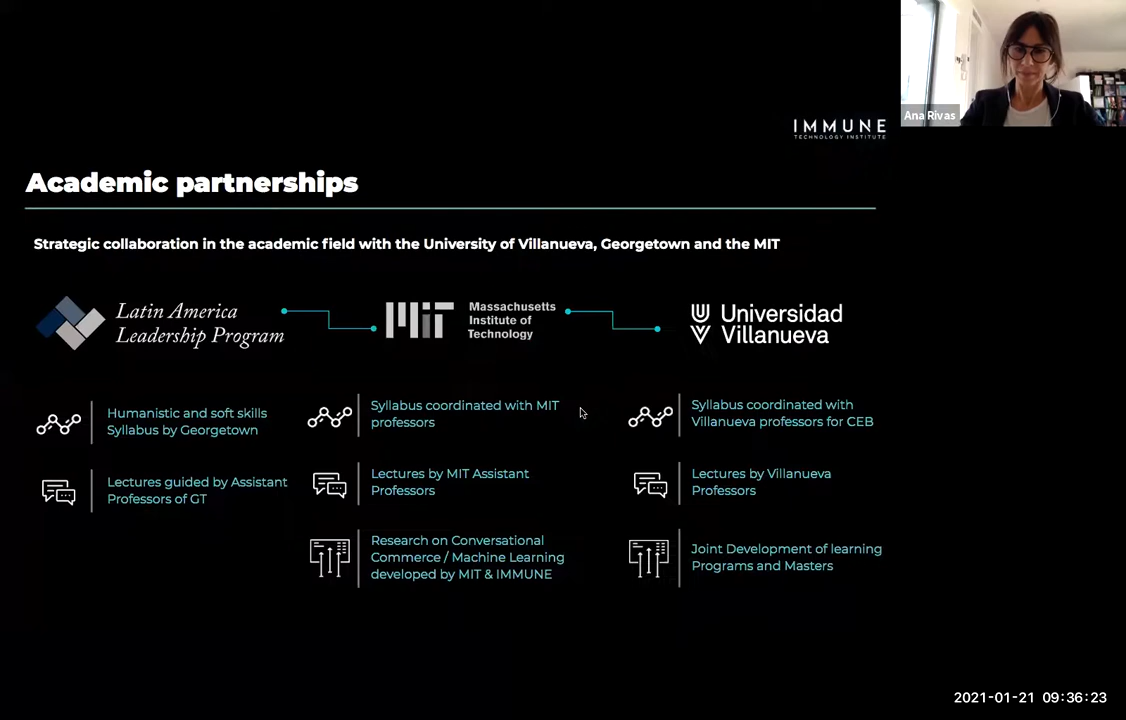 Ana Rivas
IMMUNE
TECHNOLOGY INSTITUTE
Academic partnerships
Strategic collaboration in the academic field with the University of Villanueva, Georgetown and the MIT
Latin America
Leadership Program
MIT
Massachusetts
Institute of
Technology
Universidad
Villanueva
Humanistic and soft skills
Syllabus by Georgetown
Lectures guided by Assistant
Professors of GT
Syllabus coordinated with MIT
professors
Lectures by MIT Assistant
Professors
Research on Conversational
Commerce / Machine Learning
developed by MIT & IMMUNE
Syllabus coordinated with
Villanueva professors for CEB
Lectures by Villanueva
Professors
Joint Development of learning
Programs and Masters
2021-01-21 09:36:23